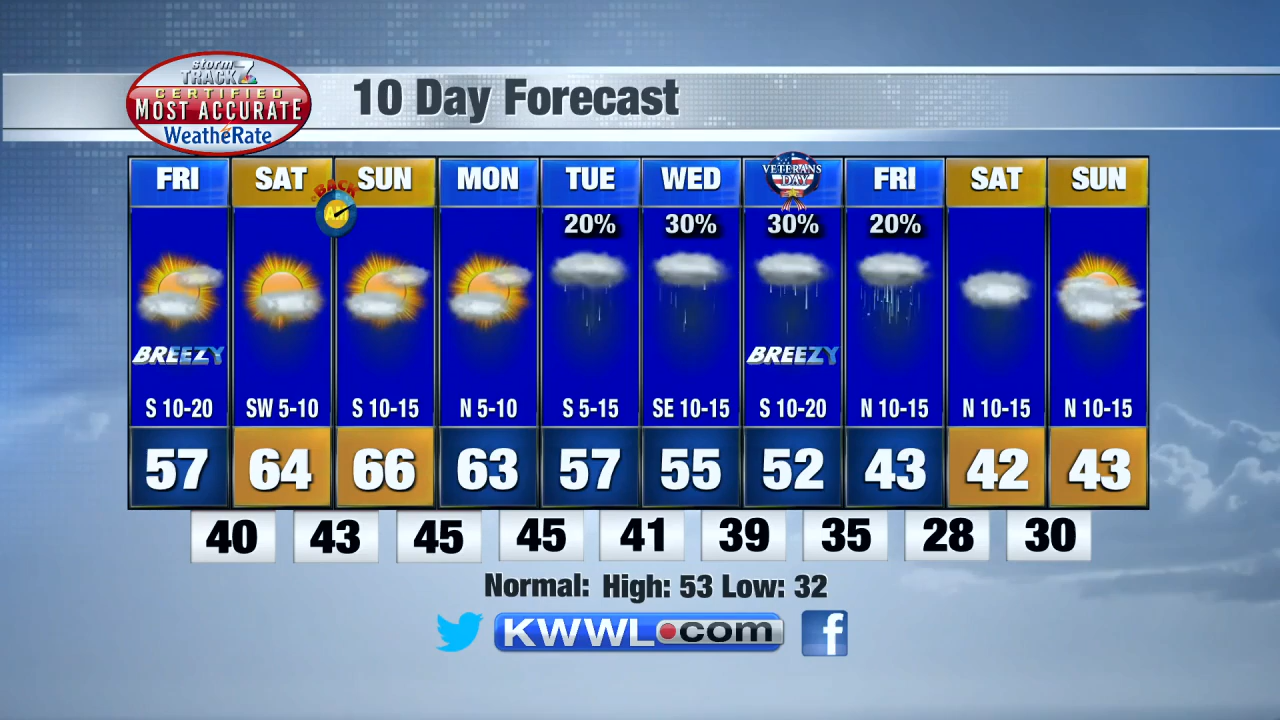 storm
TRACK 7
CERTIFIED
MOST ACCURATE
WeatheRate
10 Day Forecast
FRI SAT SUN MON TUE WED VETERANS DAY FRI SAT SUN
BACK
20% 30% 30% 20%
BREEZY BREEZY
S 10-20 SW 5-10 S 10-15 N 5-10 S 5-15 SE 10-15 S 10-20 N 10-15 N 10-15 N 10-15
57 64 66 63 57 55 52 43 42 43
40 43 45 45 41 39 35 28 30
Normal: High: 53 Low: 32
KWWL.com
f